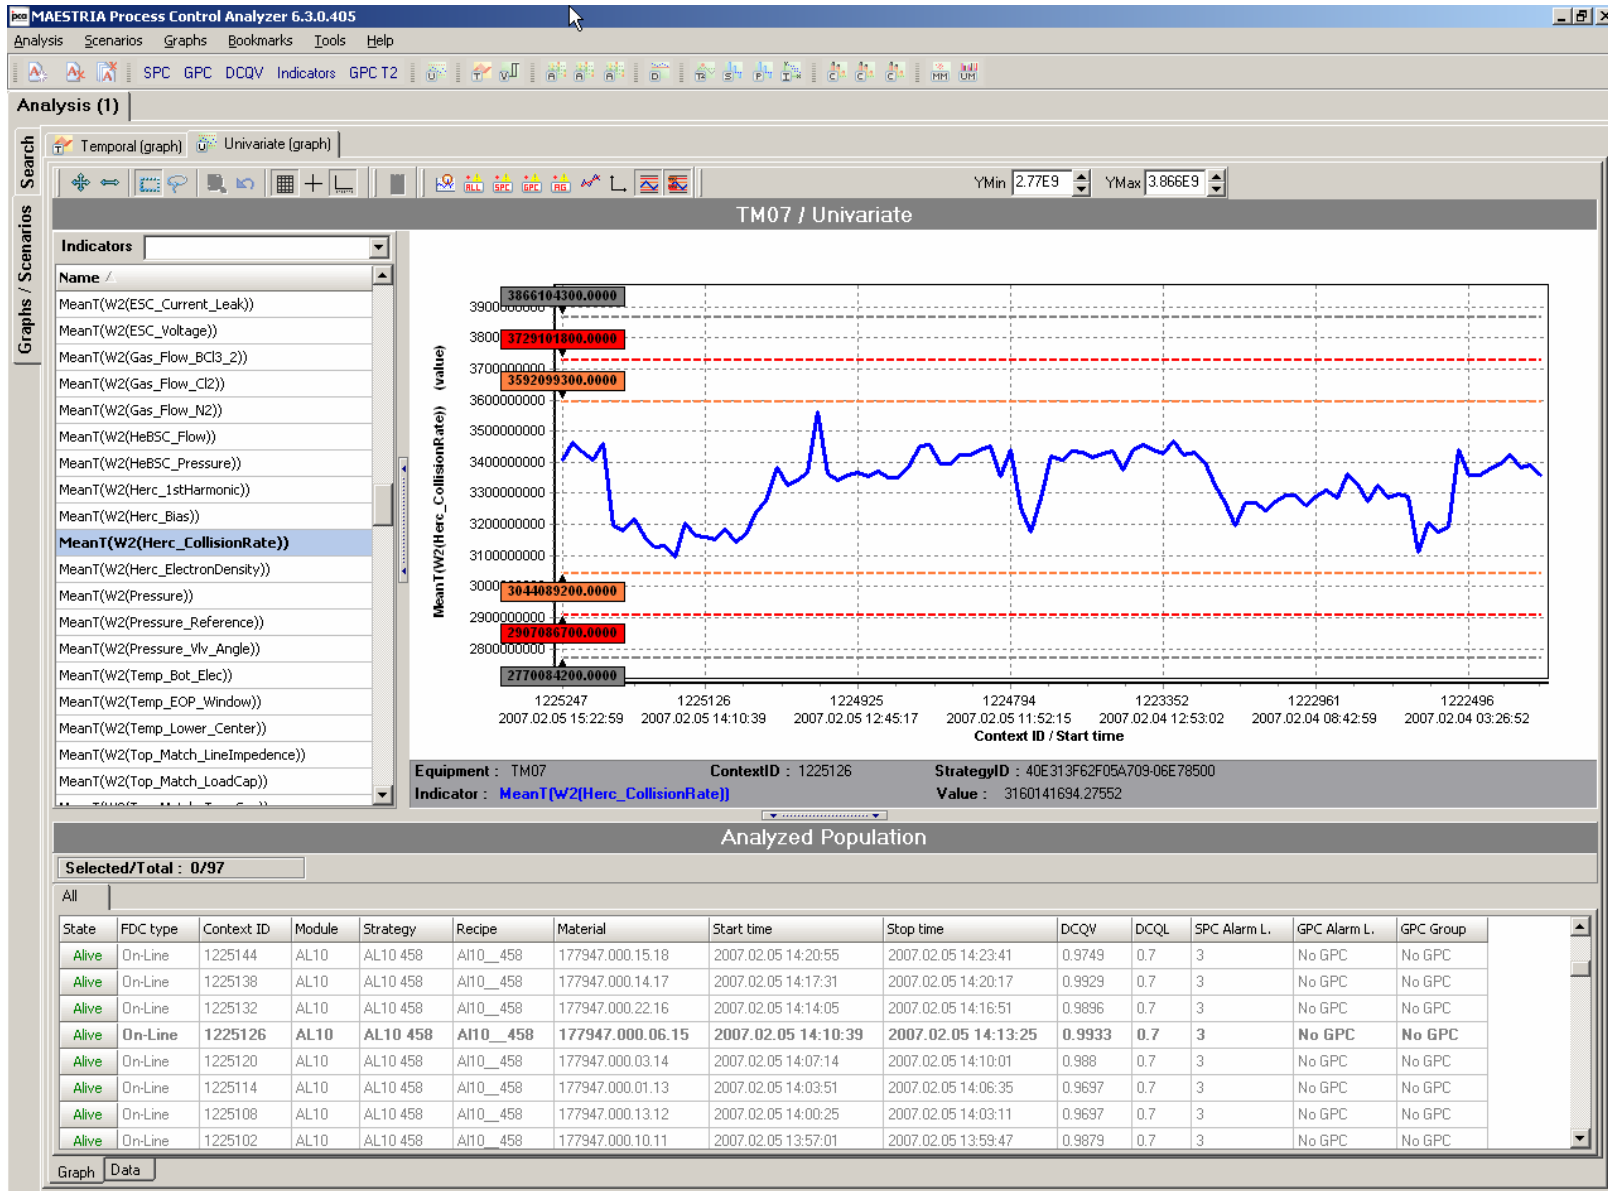 pca MAESTRIA Process Control Analyzer 6.3.0.405
Analysis Scenarios Graphs Bookmarks Tools Help
SPC GPC DCQV Indicators GPC T2
Analysis (1)
Search
Graphs / Scenarios
Temporal (graph) Univariate (graph)
YMin 2.77E9 YMax 3.866E9
TM07 / Univariate
Indicators
Name
MeanT(W2(ESC_Current_Leak))
MeanT(W2(ESC_Voltage))
MeanT(W2(Gas_Flow_BCl3_2))
MeanT(W2(Gas_Flow_Cl2))
MeanT(W2(Gas_Flow_N2))
MeanT(W2(HeBSC_Flow))
MeanT(W2(HeBSC_Pressure))
MeanT(W2(Herc_1stHarmonic))
MeanT(W2(Herc_Bias))
MeanT(W2(Herc_CollisionRate))
MeanT(W2(Herc_ElectronDensity))
MeanT(W2(Pressure))
MeanT(W2(Pressure_Reference))
MeanT(W2(Pressure_Vlv_Angle))
MeanT(W2(Temp_Bot_Elec))
MeanT(W2(Temp_EOP_Window))
MeanT(W2(Temp_Lower_Center))
MeanT(W2(Top_Match_LineImpedence))
MeanT(W2(Top_Match_LoadCap))
MeanT(W2(Herc_CollisionRate)) (value)
3866104300.0000
3900000000
3800
3729101800.0000
3700000000
3592099300.0000
3600000000
3500000000
3400000000
3300000000
3200000000
3100000000
3000
3044089200.0000
2900000000
2907086700.0000
2800000000
2770084200.0000
1225247 1225126 1224925 1224794 1223352 1222961 1222496
2007.02.05 15:22:59 2007.02.05 14:10:39 2007.02.05 12:45:17 2007.02.05 11:52:15 2007.02.04 12:53:02 2007.02.04 08:42:59 2007.02.04 03:26:52
Context ID / Start time
Equipment : TM07 ContextID : 1225126 StrategyID : 40E313F62F05A709-06E78500
Indicator : MeanT(W2(Herc_CollisionRate)) Value : 3160141694.27552
Analyzed Population
Selected/Total : 0/97
All
State FDC type Context ID Module Strategy Recipe Material Start time Stop time DCQV DCQL SPC Alarm L. GPC Alarm L. GPC Group
Alive On-Line 1225144 AL10 AL10 458 Al10__458 177947.000.15.18 2007.02.05 14:20:55 2007.02.05 14:23:41 0.9749 0.7 3 No GPC No GPC
Alive On-Line 1225138 AL10 AL10 458 Al10__458 177947.000.14.17 2007.02.05 14:17:31 2007.02.05 14:20:17 0.9929 0.7 3 No GPC No GPC
Alive On-Line 1225132 AL10 AL10 458 Al10__458 177947.000.22.16 2007.02.05 14:14:05 2007.02.05 14:16:51 0.9896 0.7 3 No GPC No GPC
Alive On-Line 1225126 AL10 AL10 458 Al10__458 177947.000.06.15 2007.02.05 14:10:39 2007.02.05 14:13:25 0.9933 0.7 3 No GPC No GPC
Alive On-Line 1225120 AL10 AL10 458 Al10__458 177947.000.03.14 2007.02.05 14:07:14 2007.02.05 14:10:01 0.988 0.7 3 No GPC No GPC
Alive On-Line 1225114 AL10 AL10 458 Al10__458 177947.000.01.13 2007.02.05 14:03:51 2007.02.05 14:06:35 0.9697 0.7 3 No GPC No GPC
Alive On-Line 1225108 AL10 AL10 458 Al10__458 177947.000.13.12 2007.02.05 14:00:25 2007.02.05 14:03:11 0.9697 0.7 3 No GPC No GPC
Alive On-Line 1225102 AL10 AL10 458 Al10__458 177947.000.10.11 2007.02.05 13:57:01 2007.02.05 13:59:47 0.9879 0.7 3 No GPC No GPC
Graph Data